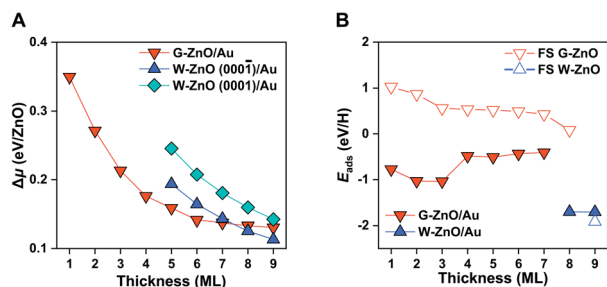 A
0.4
0.3
0.2
0.1
Δμ (eV/ZnO)
G-ZnO/Au
W-ZnO (0001̄)/Au
W-ZnO (0001)/Au
1 2 3 4 5 6 7 8 9
Thickness (ML)
B
2
1
0
-1
-2
E_ads (eV/H)
FS G-ZnO
FS W-ZnO
G-ZnO/Au
W-ZnO/Au
1 2 3 4 5 6 7 8 9
Thickness (ML)